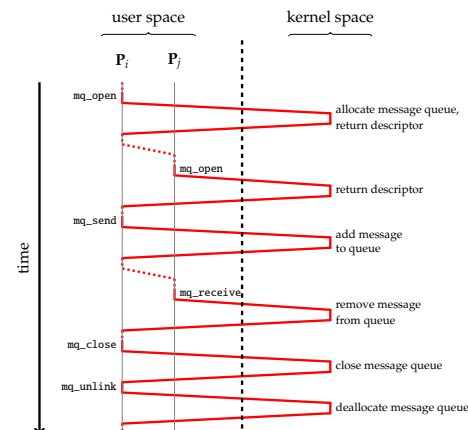 user space
kernel space
P_i
P_j
mq_open
allocate message queue,
return descriptor
mq_open
return descriptor
mq_send
add message
to queue
time
mq_receive
remove message
from queue
mq_close
close message queue
mq_unlink
deallocate message queue